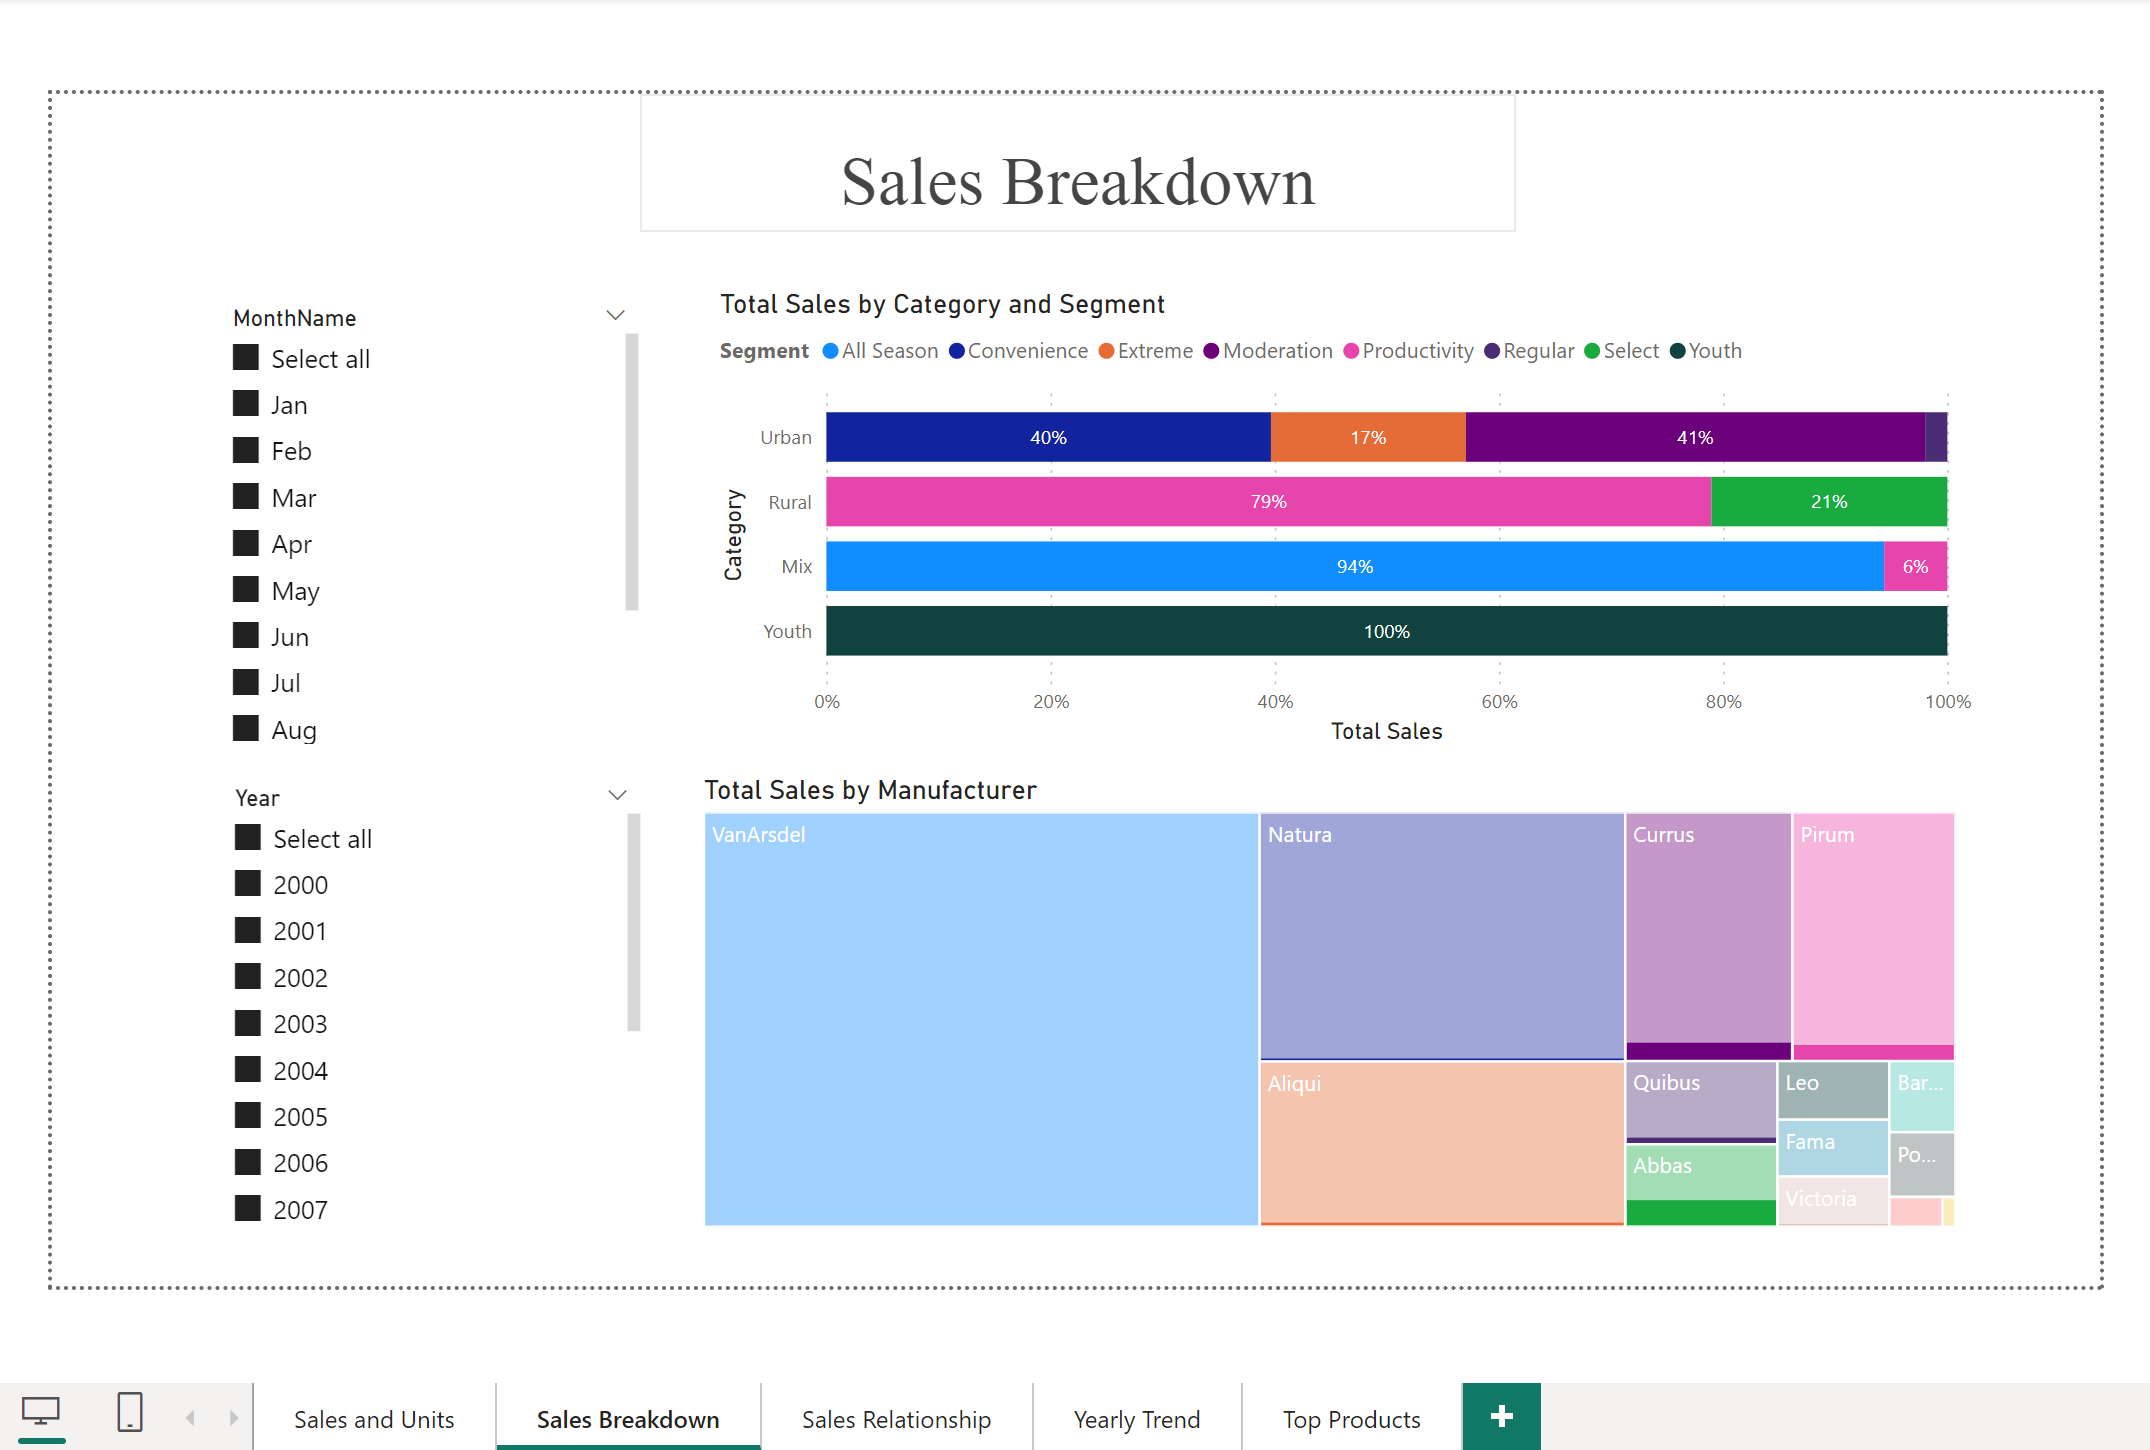 Sales Breakdown
MonthName
Select all
Jan
Feb
Mar
Apr
May
Jun
Jul
Aug
Total Sales by Category and Segment
Segment All Season Convenience Extreme Moderation Productivity Regular Select Youth
Category
Urban 40% 17% 41%
Rural 79% 21%
Mix 94% 6%
Youth 100%
0% 20% 40% 60% 80% 100%
Total Sales
Year
Select all
2000
2001
2002
2003
2004
2005
2006
2007
Total Sales by Manufacturer
VanArsdel
Natura
Currus
Pirum
Aliqui
Quibus
Leo
Bar...
Fama
Po...
Abbas
Victoria
Sales and Units
Sales Breakdown
Sales Relationship
Yearly Trend
Top Products
+